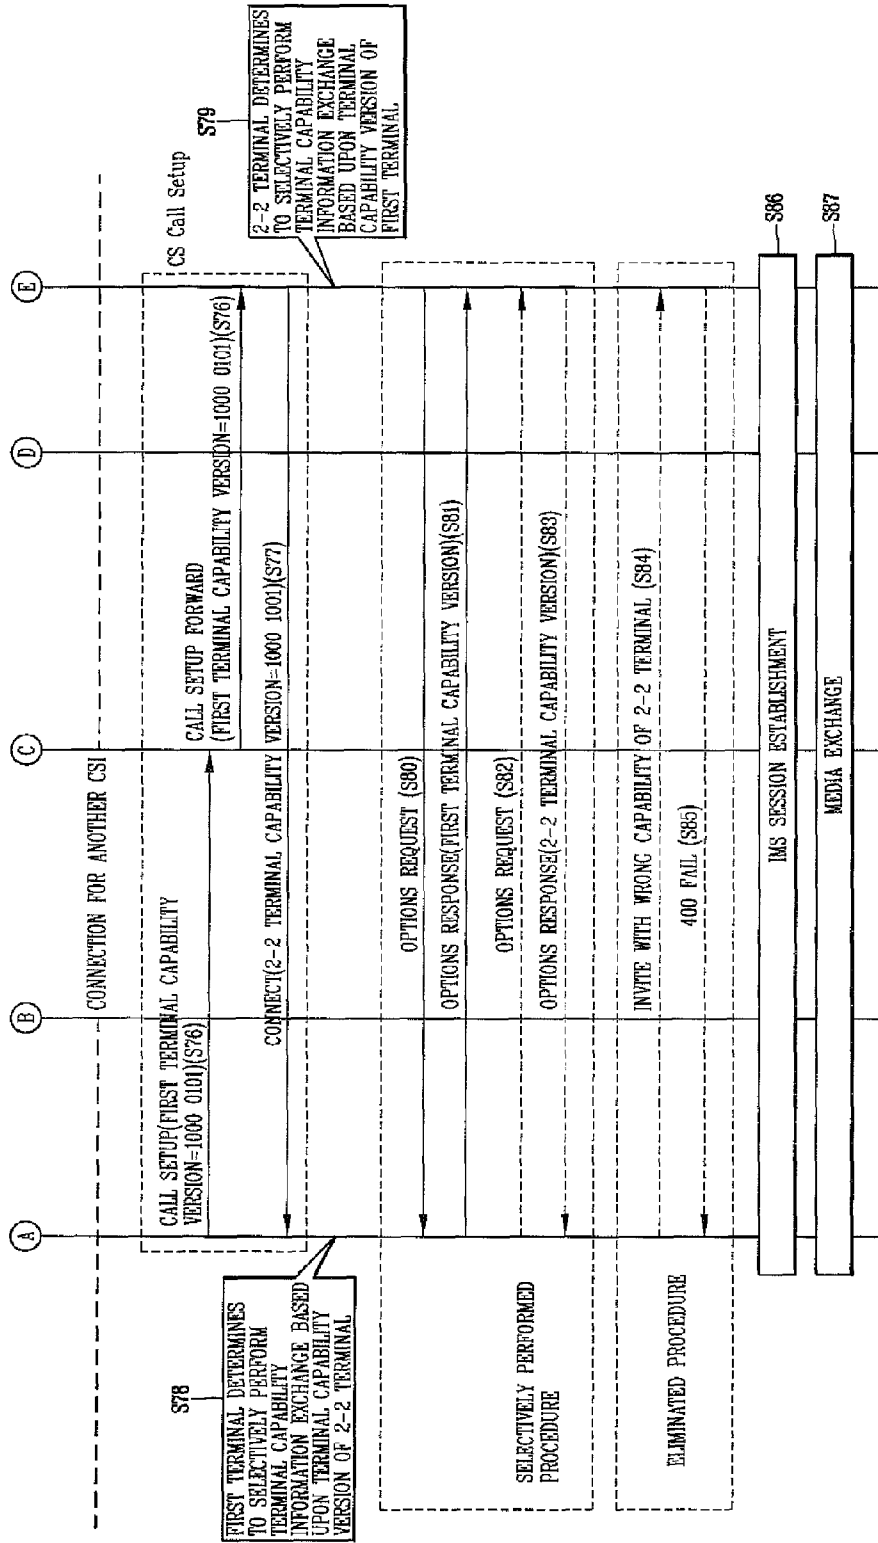 A
B
C
D
E
CONNECTION FOR ANOTHER CSI
CS Call Setup
CALL SETUP(FIRST TERMINAL CAPABILITY
VERSION=1000 0101)(S76)
CALL SETUP FORWARD
(FIRST TERMINAL CAPABILITY VERSION=1000 0101)(S76)
CONNECT(2-2 TERMINAL CAPABILITY VERSION=1000 1001)(S77)
S78
FIRST TERMINAL DETERMINES
TO SELECTIVELY PERFORM
TERMINAL CAPABILITY
INFORMATION EXCHANGE BASED
UPON TERMINAL CAPABILITY
VERSION OF 2-2 TERMINAL
S79
2-2 TERMINAL DETERMINES
TO SELECTIVELY PERFORM
TERMINAL CAPABILITY
INFORMATION EXCHANGE
BASED UPON TERMINAL
CAPABILITY VERSION OF
FIRST TERMINAL
OPTIONS REQUEST (S80)
OPTIONS RESPONSE(FIRST TERMINAL CAPABILITY VERSION)(S81)
OPTIONS REQUEST (S82)
OPTIONS RESPONSE(2-2 TERMINAL CAPABILITY VERSION)(S83)
SELECTIVELY PERFORMED
PROCEDURE
INVITE WITH WRONG CAPABILITY OF 2-2 TERMINAL (S84)
400 FAIL (S85)
ELIMINATED PROCEDURE
IMS SESSION ESTABLISHMENT
S86
MEDIA EXCHANGE
S87